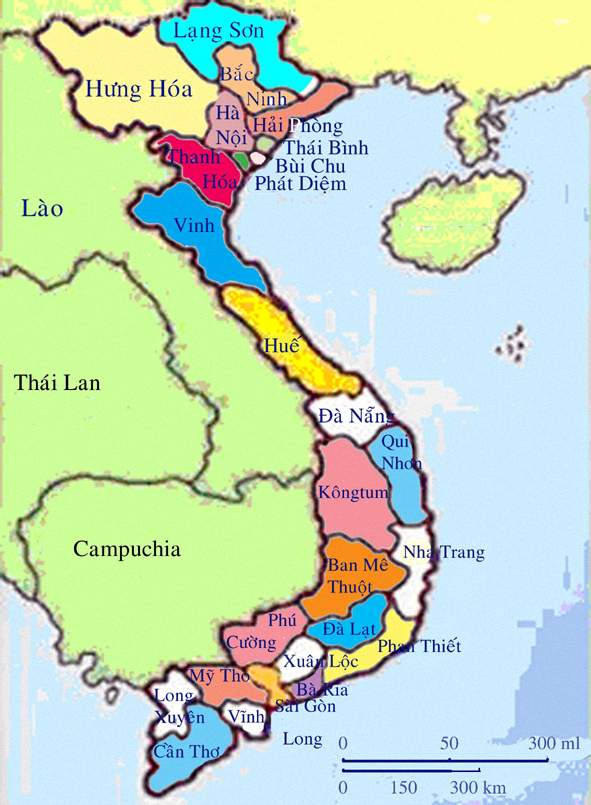 Lạng Sơn
Hưng Hóa
Bắc
Ninh
Hà
Nội
Hải Phòng
Thái Bình
Bùi Chu
Phát Diệm
Thanh
Hóa
Lào
Vinh
Huế
Thái Lan
Đà Nẵng
Qui
Nhơn
Kôngtum
Campuchia
Nha Trang
Ban Mê
Thuột
Phú
Cường
Đà Lạt
Phan Thiết
Xuân Lộc
Mỹ Tho
Bà Rịa
Long
Xuyên
Sài Gòn
Vĩnh
Long
Cần Thơ
0 50 300 ml
0 150 300 km